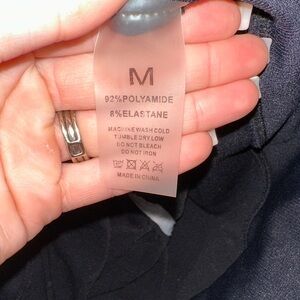 M
92%POLYAMIDE
8%ELASTANE
MACHINE WASH COLD
TUMBLE DRY LOW
DO NOT BLEACH
DO NOT IRON
MADE IN CHINA